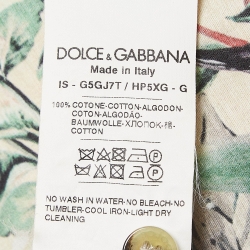 DOLCE & GABBANA
Made in Italy
IS - G5GJ7T / HP5XG - G
100% COTONE-COTTON-ALGODON-
COTON-ALGODÃO-
BAUMWOLLE-ХЛОПОК-棉-
COTTON
NO WASH IN WATER-NO BLEACH-NO
TUMBLER-COOL IRON-LIGHT DRY
CLEANING